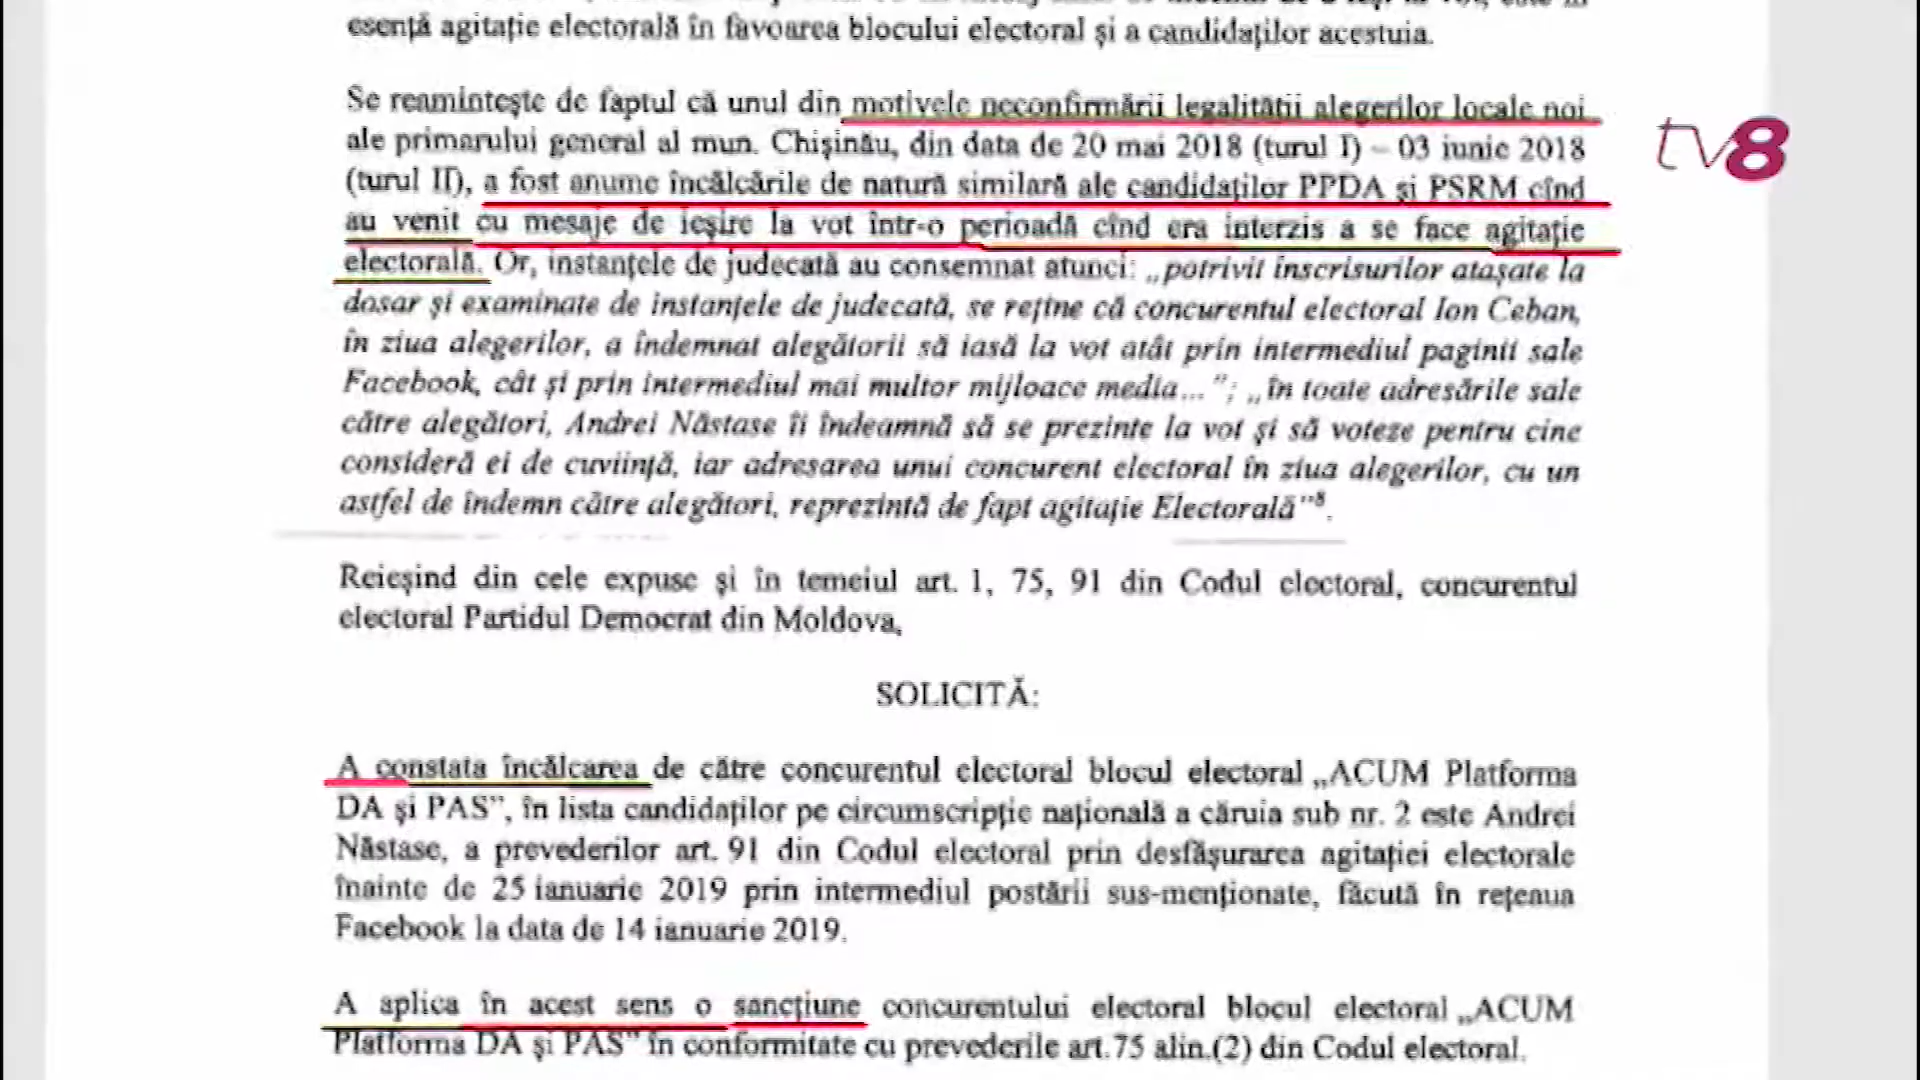 esență agitație electorală în favoarea blocului electoral și a candidaților acestuia.
Se reamintește de faptul că unul din motivele neconfirmării legalității alegerilor locale noi
ale primarului general al mun. Chișinău, din data de 20 mai 2018 (turul I) – 03 iunie 2018
(turul II), a fost anume încălcările de natură similară ale candidaților PPDA și PSRM cînd
au venit cu mesaje de ieșire la vot într-o perioadă cînd era interzis a se face agitație
electorală. Or, instanțele de judecată au consemnat atunci: „potrivit înscrisurilor atașate la
dosar și examinate de instanțele de judecată, se reține că concurentul electoral Ion Ceban,
în ziua alegerilor, a îndemnat alegătorii să iasă la vot atât prin intermediul paginii sale
Facebook, cât și prin intermediul mai multor mijloace media...”; „în toate adresările sale
către alegători, Andrei Năstase îi îndeamnă să se prezinte la vot și să voteze pentru cine
consideră ei de cuviință, iar adresarea unui concurent electoral în ziua alegerilor, cu un
astfel de îndemn către alegători, reprezintă de fapt agitație Electorală”⁸.
Reieșind din cele expuse și în temeiul art. 1, 75, 91 din Codul electoral, concurentul
electoral Partidul Democrat din Moldova,
SOLICITĂ:
A constata încălcarea de către concurentul electoral blocul electoral „ACUM Platforma
DA și PAS”, în lista candidaților pe circumscripție națională a căruia sub nr. 2 este Andrei
Năstase, a prevederilor art. 91 din Codul electoral prin desfășurarea agitației electorale
înainte de 25 ianuarie 2019 prin intermediul postării sus-menționate, făcută în rețeaua
Facebook la data de 14 ianuarie 2019.
A aplica în acest sens o sancțiune concurentului electoral blocul electoral „ACUM
Platforma DA și PAS” în conformitate cu prevederile art.75 alin.(2) din Codul electoral.
tv8